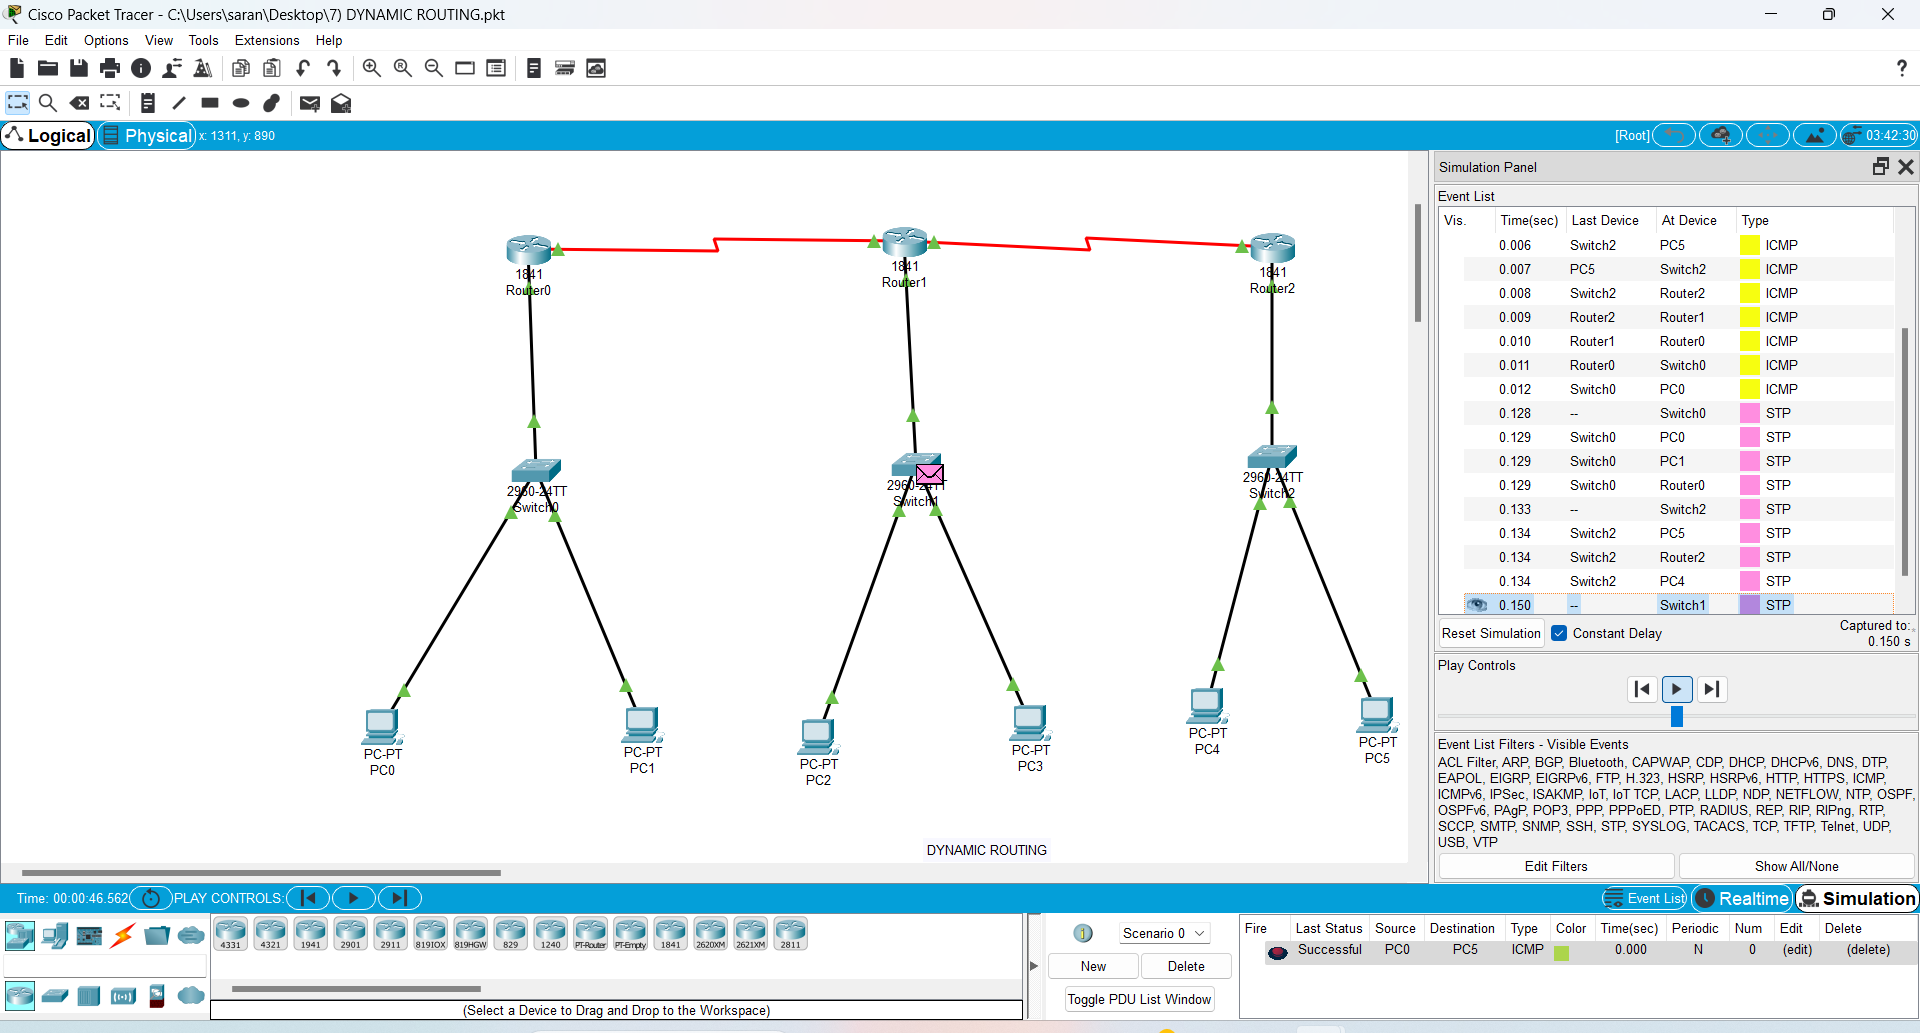 Cisco Packet Tracer - C:\Users\saran\Desktop\7) DYNAMIC ROUTING.pkt
File Edit Options View Tools Extensions Help
?
Logical Physical x: 1311, y: 890 [Root] 03:42:30
Simulation Panel
Event List
Vis. Time(sec) Last Device At Device Type
0.006 Switch2 PC5 ICMP
0.007 PC5 Switch2 ICMP
0.008 Switch2 Router2 ICMP
0.009 Router2 Router1 ICMP
0.010 Router1 Router0 ICMP
0.011 Router0 Switch0 ICMP
0.012 Switch0 PC0 ICMP
0.128 -- Switch0 STP
0.129 Switch0 PC0 STP
0.129 Switch0 PC1 STP
0.129 Switch0 Router0 STP
0.133 -- Switch2 STP
0.134 Switch2 PC5 STP
0.134 Switch2 Router2 STP
0.134 Switch2 PC4 STP
0.150 -- Switch1 STP
Reset Simulation Constant Delay Captured to:
0.150 s
Play Controls
Event List Filters - Visible Events
ACL Filter, ARP, BGP, Bluetooth, CAPWAP, CDP, DHCP, DHCPv6, DNS, DTP,
EAPOL, EIGRP, EIGRPv6, FTP, H.323, HSRP, HSRPv6, HTTP, HTTPS, ICMP,
ICMPv6, IPSec, ISAKMP, IoT, IoT TCP, LACP, LLDP, NDP, NETFLOW, NTP, OSPF,
OSPFv6, PAgP, POP3, PPP, PPPoED, PTP, RADIUS, REP, RIP, RIPng, RTP,
SCCP, SMTP, SNMP, SSH, STP, SYSLOG, TACACS, TCP, TFTP, Telnet, UDP,
USB, VTP
Edit Filters Show All/None
1841
Router0
1841
Router1
1841
Router2
2960-24TT
Switch0
2960-24TT
Switch1
2960-24TT
Switch2
PC-PT
PC0
PC-PT
PC1
PC-PT
PC2
PC-PT
PC3
PC-PT
PC4
PC-PT
PC5
DYNAMIC ROUTING
Time: 00:00:46.562 PLAY CONTROLS: Event List Realtime Simulation
4331 4321 1941 2901 2911 819IOX 819HGW 829 1240 PT-Router PT-Empty 1841 2620XM 2621XM 2811
(Select a Device to Drag and Drop to the Workspace)
Scenario 0
New Delete
Toggle PDU List Window
Fire Last Status Source Destination Type Color Time(sec) Periodic Num Edit Delete
Successful PC0 PC5 ICMP 0.000 N 0 (edit) (delete)